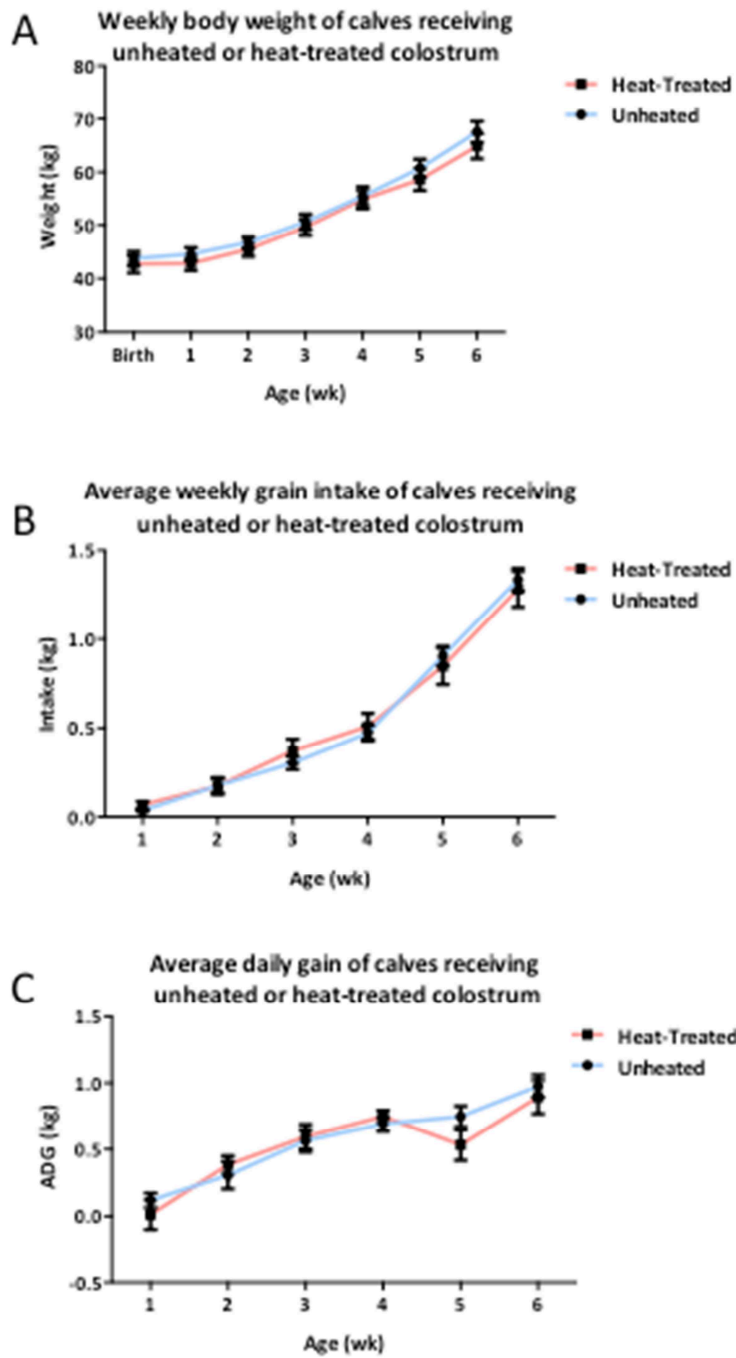 A
Weekly body weight of calves receiving
unheated or heat-treated colostrum
Heat-Treated
Unheated
Weight (kg)
80
70
60
50
40
30
Birth 1 2 3 4 5 6
Age (wk)
B
Average weekly grain intake of calves receiving
unheated or heat-treated colostrum
Heat-Treated
Unheated
Intake (kg)
1.5
1.0
0.5
0.0
1 2 3 4 5 6
Age (wk)
C
Average daily gain of calves receiving
unheated or heat-treated colostrum
Heat-Treated
Unheated
ADG (kg)
1.5
1.0
0.5
0.0
-0.5
1 2 3 4 5 6
Age (wk)